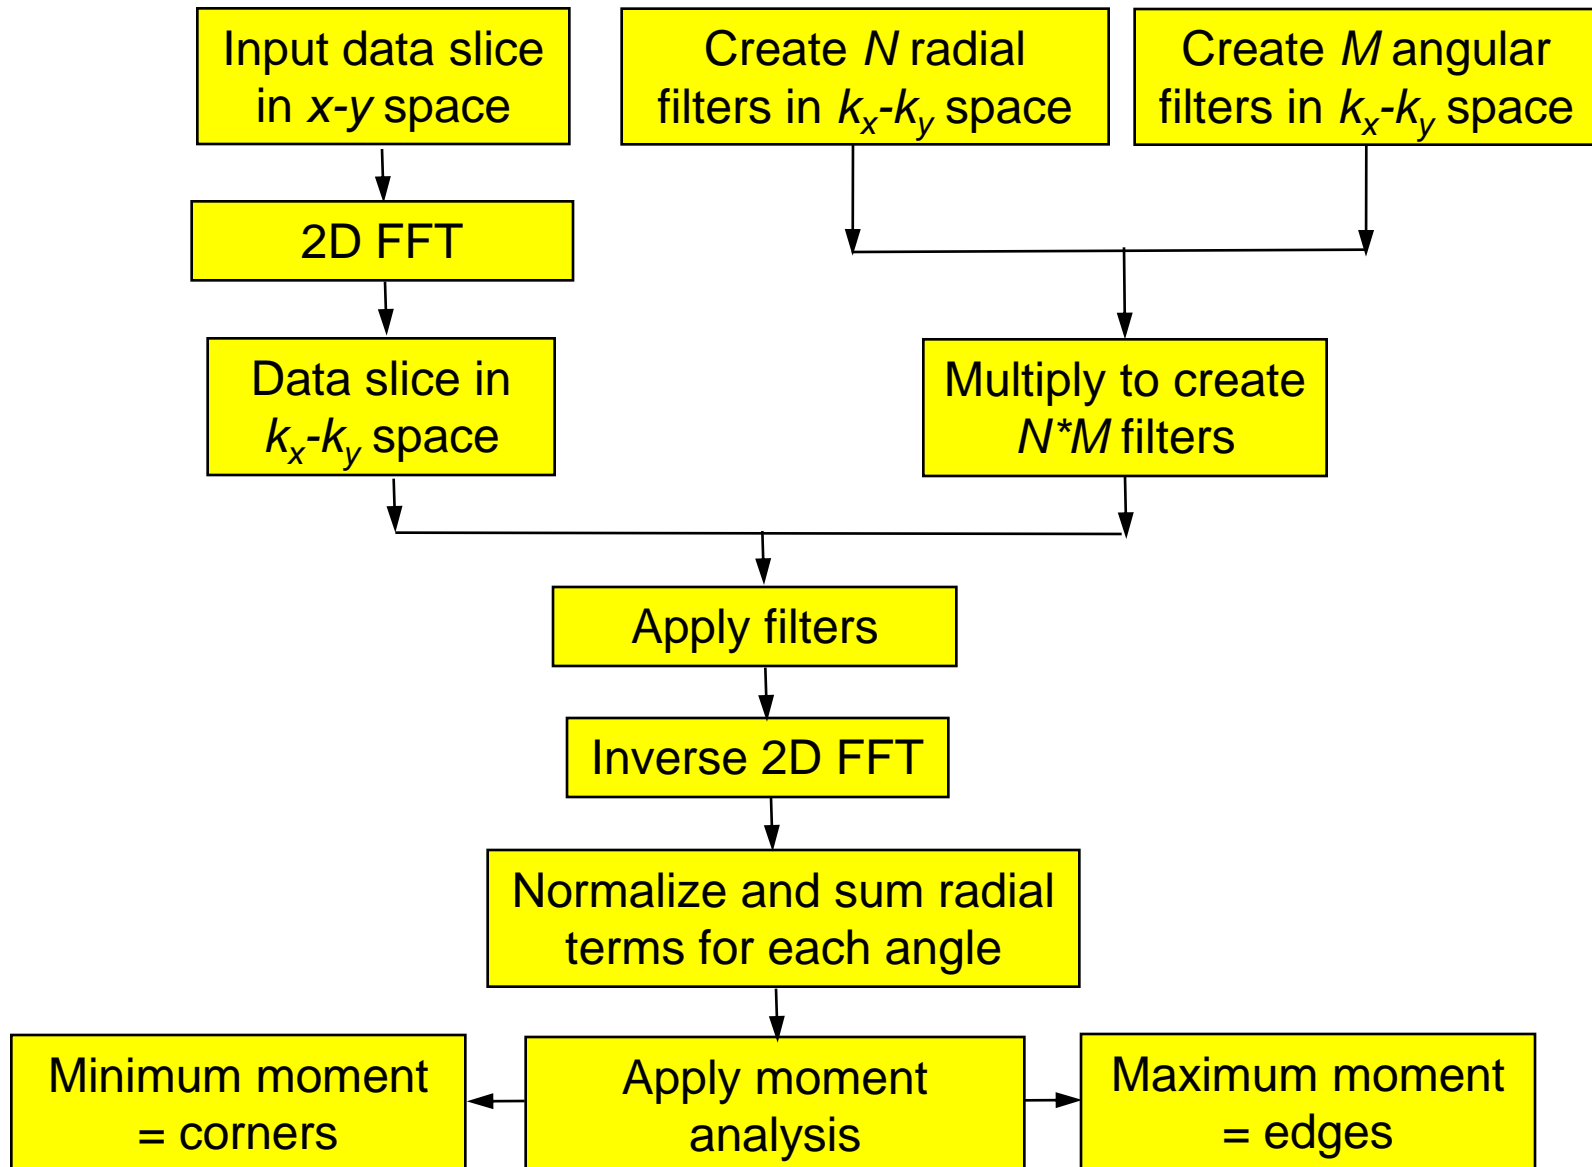 Input data slice
in x-y space
Create N radial
filters in kx-ky space
Create M angular
filters in kx-ky space
2D FFT
Data slice in
kx-ky space
Multiply to create
N*M filters
Apply filters
Inverse 2D FFT
Normalize and sum radial
terms for each angle
Minimum moment
= corners
Apply moment
analysis
Maximum moment
= edges